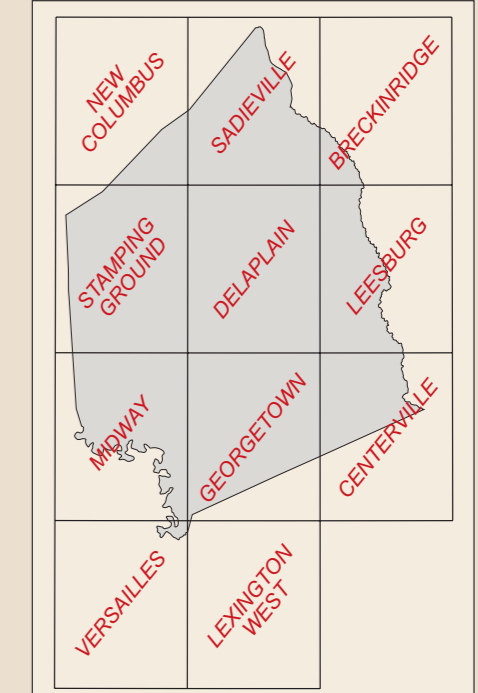 NEW
COLUMBUS
SADIEVILLE
BRECKINRIDGE
STAMPING
GROUND
DELAPLAIN
LEESBURG
MIDWAY
GEORGETOWN
CENTERVILLE
VERSAILLES
LEXINGTON
WEST